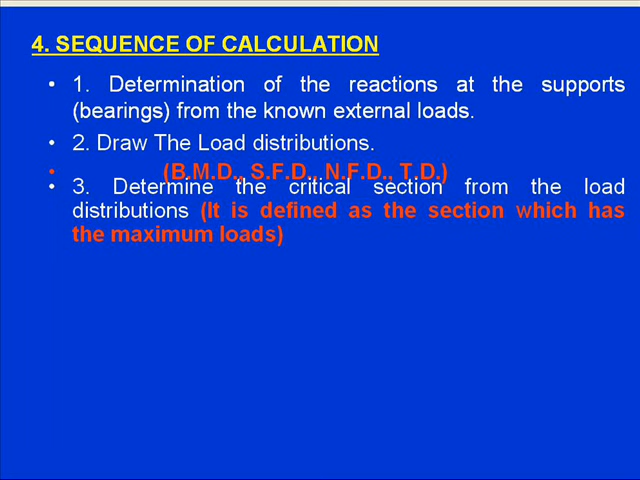 4. SEQUENCE OF CALCULATION
• 1. Determination of the reactions at the supports
(bearings) from the known external loads.
• 2. Draw The Load distributions.
• (B.M.D., S.F.D., N.F.D., T.D.)
• 3. Determine the critical section from the load
distributions (It is defined as the section which has
the maximum loads)